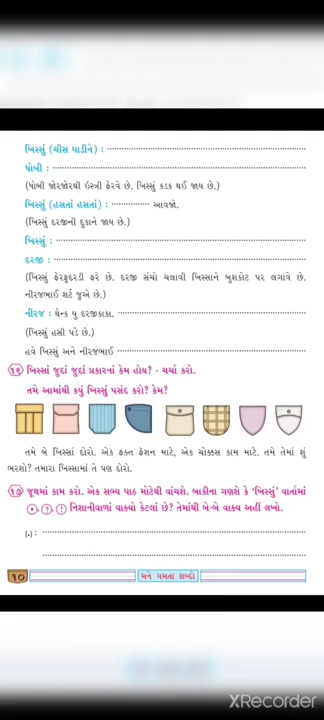 ખિસ્સું (ચીસ પાડીને) :
ધોબી :
(ધોબી જોરજોરથી ઇસ્ત્રી ફેરવે છે. ખિસ્સું કડક થઈ જાય છે.)
ખિસ્સું (હસતાં હસતાં) : ............... આવજો.
(ખિસ્સું દરજીની દુકાને જાય છે.)
ખિસ્સું :
દરજી :
(ખિસ્સું ફેરફુદરડી ફરે છે. દરજી સંચો ચલાવી ખિસ્સાને બુશકોટ પર લગાવે છે.
નીરજભાઈ શર્ટ જુએ છે.)
નીરજ : થેન્ક યુ દરજીકાકા.
(ખિસ્સું હસી પડે છે.)
હવે ખિસ્સું અને નીરજભાઈ
૧૬ ખિસ્સાં જુદાં જુદાં પ્રકારનાં કેમ હોય? - ચર્ચા કરો.
તમે આમાંથી કયું ખિસ્સું પસંદ કરો? કેમ?
તમે બે ખિસ્સાં દોરો. એક ફક્ત ફેશન માટે, એક ચોક્કસ કામ માટે. તમે તેમાં શું
ભરશો? તમારા ખિસ્સામાં તે પણ દોરો.
૧૭ જૂથમાં કામ કરો. એક સભ્ય પાઠ મોટેથી વાંચશે. બાકીના ગણશે કે 'ખિસ્સું' વાર્તામાં
(•), (?), (!) નિશાનીવાળાં વાક્યો કેટલાં છે? તેમાંથી બે-બે વાક્ય અહીં લખો.
|.| :
૧૦ મને ગમતા શબ્દો
XRecorder